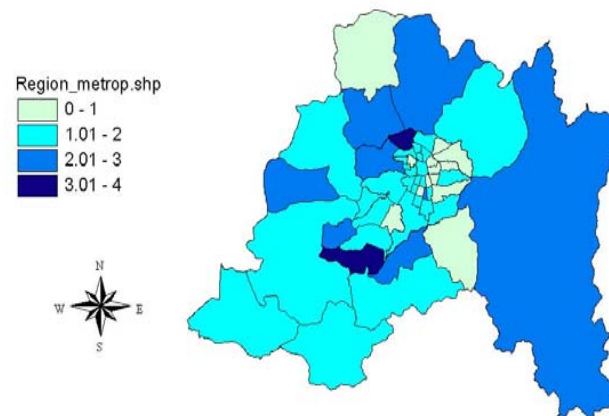 Region_metrop.shp
0 - 1
1.01 - 2
2.01 - 3
3.01 - 4
N
W E
S